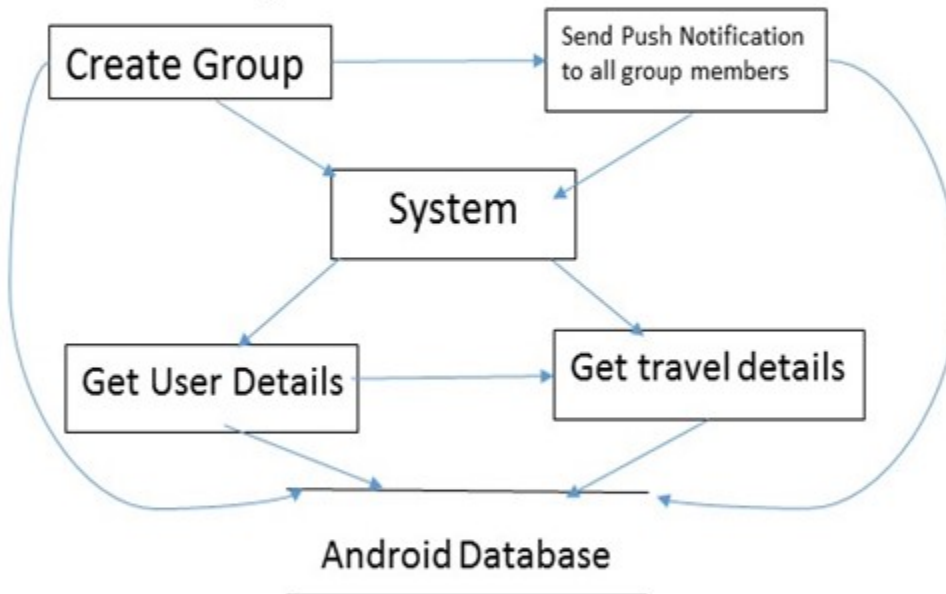 Create Group
Send Push Notification
to all group members
System
Get User Details
Get travel details
Android Database